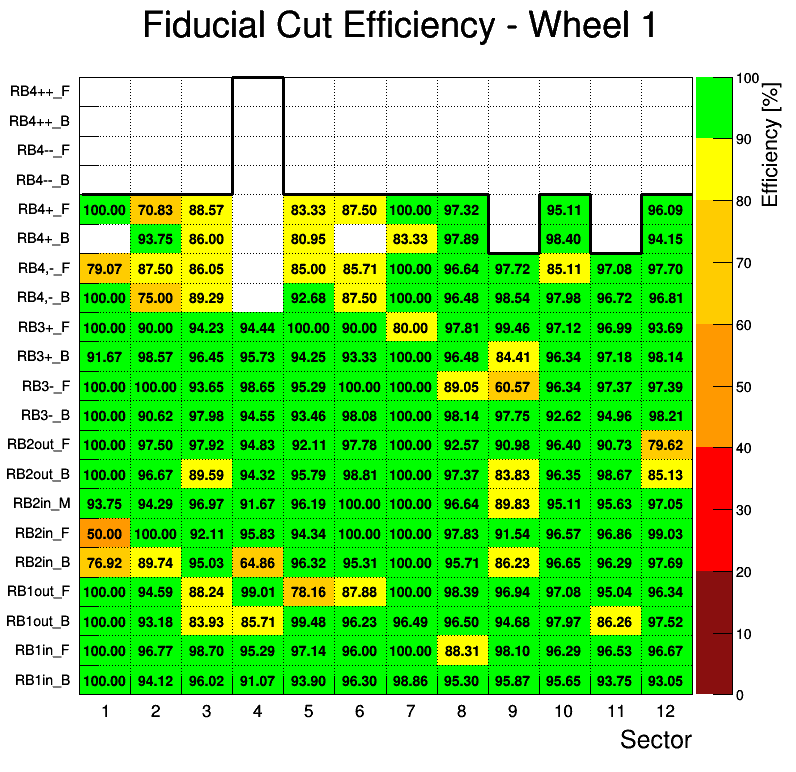 Fiducial Cut Efficiency - Wheel 1
RB4++_F
RB4++_B
RB4--_F
RB4--_B
RB4+_F 100.00 70.83 88.57 83.33 87.50 100.00 97.32 95.11 96.09
RB4+_B 93.75 86.00 80.95 83.33 97.89 98.40 94.15
RB4,-_F 79.07 87.50 86.05 85.00 85.71 100.00 96.64 97.72 85.11 97.08 97.70
RB4,-_B 100.00 75.00 89.29 92.68 87.50 100.00 96.48 98.54 97.98 96.72 96.81
RB3+_F 100.00 90.00 94.23 94.44 100.00 90.00 80.00 97.81 99.46 97.12 96.99 93.69
RB3+_B 91.67 98.57 96.45 95.73 94.25 93.33 100.00 96.48 84.41 96.34 97.18 98.14
RB3-_F 100.00 100.00 93.65 98.65 95.29 100.00 100.00 89.05 60.57 96.34 97.37 97.39
RB3-_B 100.00 90.62 97.98 94.55 93.46 98.08 100.00 98.14 97.75 92.62 94.96 98.21
RB2out_F 100.00 97.50 97.92 94.83 92.11 97.78 100.00 92.57 90.98 96.40 90.73 79.62
RB2out_B 100.00 96.67 89.59 94.32 95.79 98.81 100.00 97.37 83.83 96.35 98.67 85.13
RB2in_M 93.75 94.29 96.97 91.67 96.19 100.00 100.00 96.64 89.83 95.11 95.63 97.05
RB2in_F 50.00 100.00 92.11 95.83 94.34 100.00 100.00 97.83 91.54 96.57 96.86 99.03
RB2in_B 76.92 89.74 95.03 64.86 96.32 95.31 100.00 95.71 86.23 96.65 96.29 97.69
RB1out_F 100.00 94.59 88.24 99.01 78.16 87.88 100.00 98.39 96.94 97.08 95.04 96.34
RB1out_B 100.00 93.18 83.93 85.71 99.48 96.23 96.49 96.50 94.68 97.97 86.26 97.52
RB1in_F 100.00 96.77 98.70 95.29 97.14 96.00 100.00 88.31 98.10 96.29 96.53 96.67
RB1in_B 100.00 94.12 96.02 91.07 93.90 96.30 98.86 95.30 95.87 95.65 93.75 93.05
1 2 3 4 5 6 7 8 9 10 11 12
Sector
100
90
80
70
60
50
40
30
20
10
0
Efficiency [%]